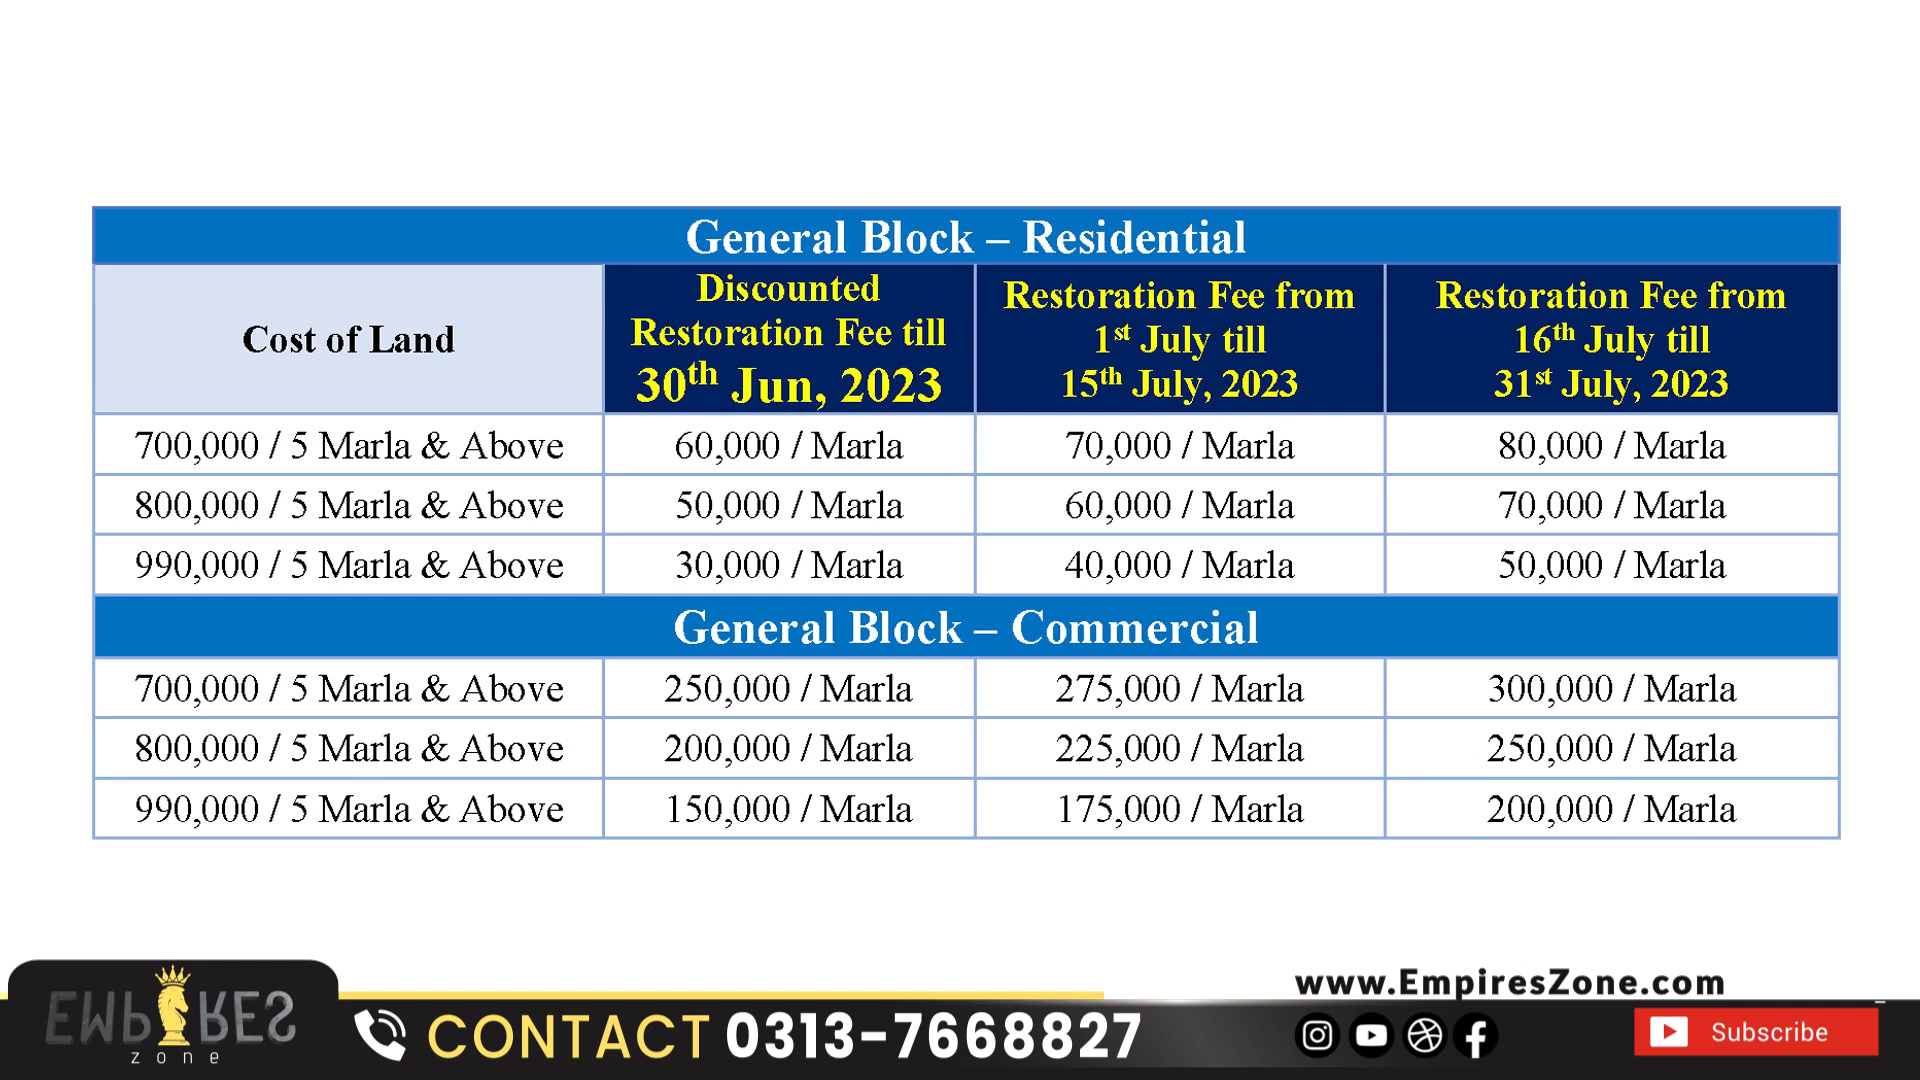 General Block – Residential
Cost of Land
Discounted
Restoration Fee till
30th Jun, 2023
Restoration Fee from
1st July till
15th July, 2023
Restoration Fee from
16th July till
31st July, 2023
700,000 / 5 Marla & Above
60,000 / Marla
70,000 / Marla
80,000 / Marla
800,000 / 5 Marla & Above
50,000 / Marla
60,000 / Marla
70,000 / Marla
990,000 / 5 Marla & Above
30,000 / Marla
40,000 / Marla
50,000 / Marla
General Block – Commercial
700,000 / 5 Marla & Above
250,000 / Marla
275,000 / Marla
300,000 / Marla
800,000 / 5 Marla & Above
200,000 / Marla
225,000 / Marla
250,000 / Marla
990,000 / 5 Marla & Above
150,000 / Marla
175,000 / Marla
200,000 / Marla
EMPIRES
zone
CONTACT 0313-7668827
www.EmpiresZone.com
Subscribe